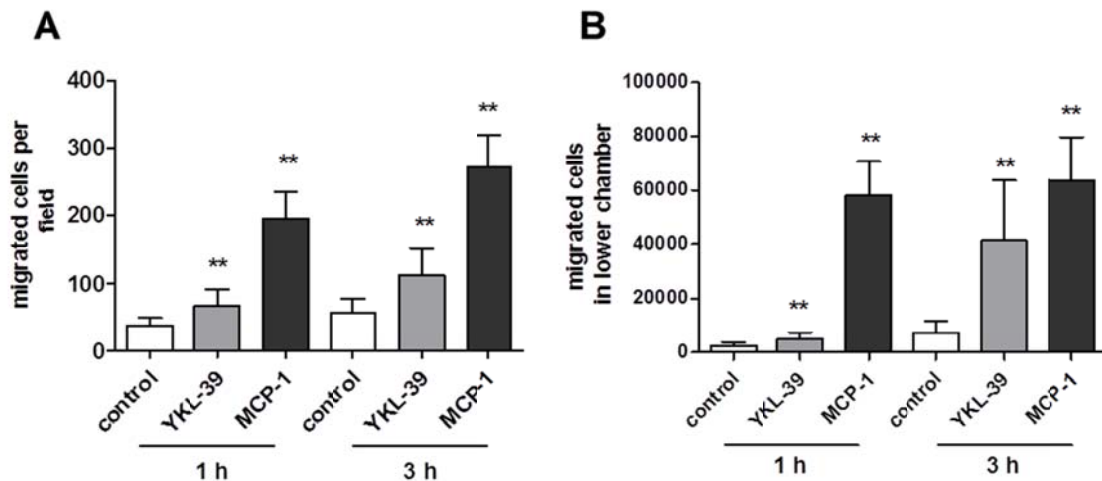 A
migrated cells per
field
400
300
200
100
0
**
**
**
**
control
YKL-39
MCP-1
control
YKL-39
MCP-1
1 h
3 h
B
migrated cells
in lower chamber
100000
80000
60000
40000
20000
0
**
**
**
**
control
YKL-39
MCP-1
control
YKL-39
MCP-1
1 h
3 h